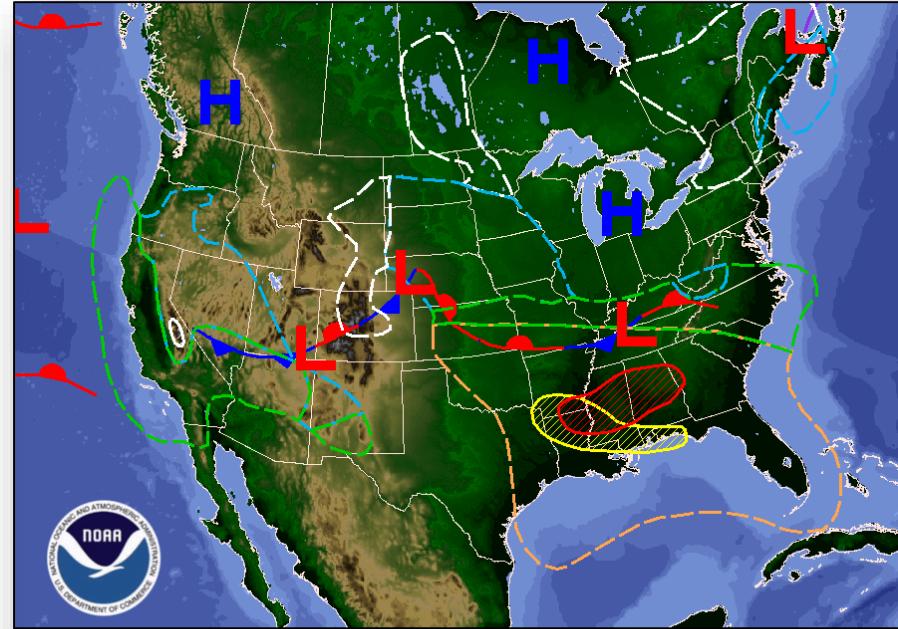 L
H
H
H
L
L
L
L
NOAA
NATIONAL OCEANIC AND ATMOSPHERIC ADMINISTRATION
U.S. DEPARTMENT OF COMMERCE